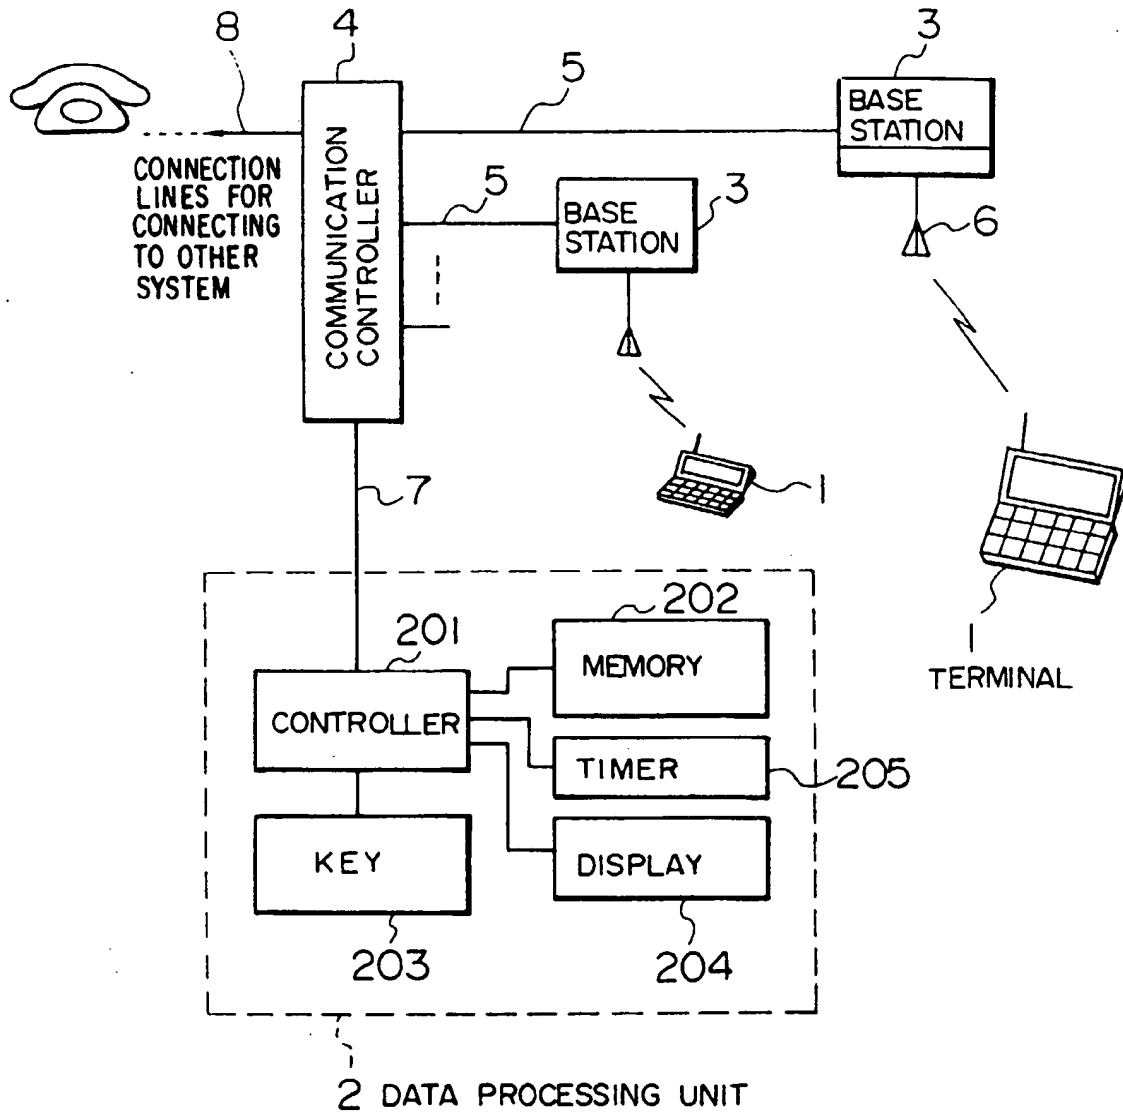 8
4
3
5
BASE
STATION
CONNECTION
LINES FOR
CONNECTING
TO OTHER
SYSTEM
COMMUNICATION
CONTROLLER
5
BASE
STATION
3
6
7
1
1
TERMINAL
201
202
CONTROLLER
MEMORY
TIMER
205
KEY
DISPLAY
203
204
2 DATA PROCESSING UNIT